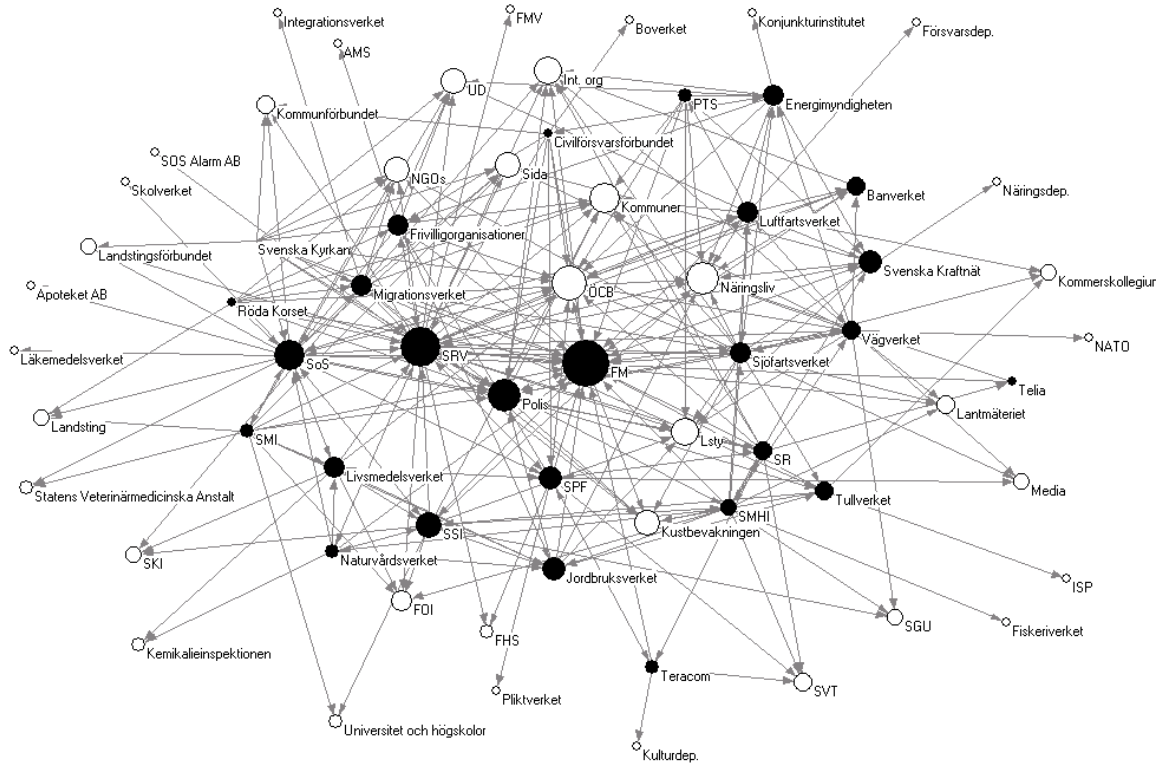 Integrationsverket
FMV
Boverket
Konjunkturinstitutet
Försvarsdep.
AMS
Int. org
UD
PTS
Energimyndigheten
Kommunförbundet
Civilförsvarsförbundet
SOS Alarm AB
NGOs
Sida
Skolverket
Banverket
Näringsdep.
Kommuner
Luftfartsverket
Frivilligorganisationer
Svenska Kyrkan
Landstingsförbundet
Svenska Kraftnät
Kommerskollegiur
Apoteket AB
Migrationsverket
ÖCB
Näringsliv
Röda Korset
Vägverket
NATO
Läkemedelsverket
SoS
SRV
FM
Sjöfartsverket
Telia
Polis
Lantmäteriet
Landsting
SMI
Lsty
SR
Livsmedelsverket
SPF
Media
Statens Veterinärmedicinska Anstalt
Tullverket
SMHI
Kustbevakningen
SSI
SKI
Naturvårdsverket
Jordbruksverket
ISP
FOI
SGU
Fiskeriverket
FHS
Kemikalieinspektionen
Teracom
SVT
Pliktverket
Universitet och högskolor
Kulturdep.